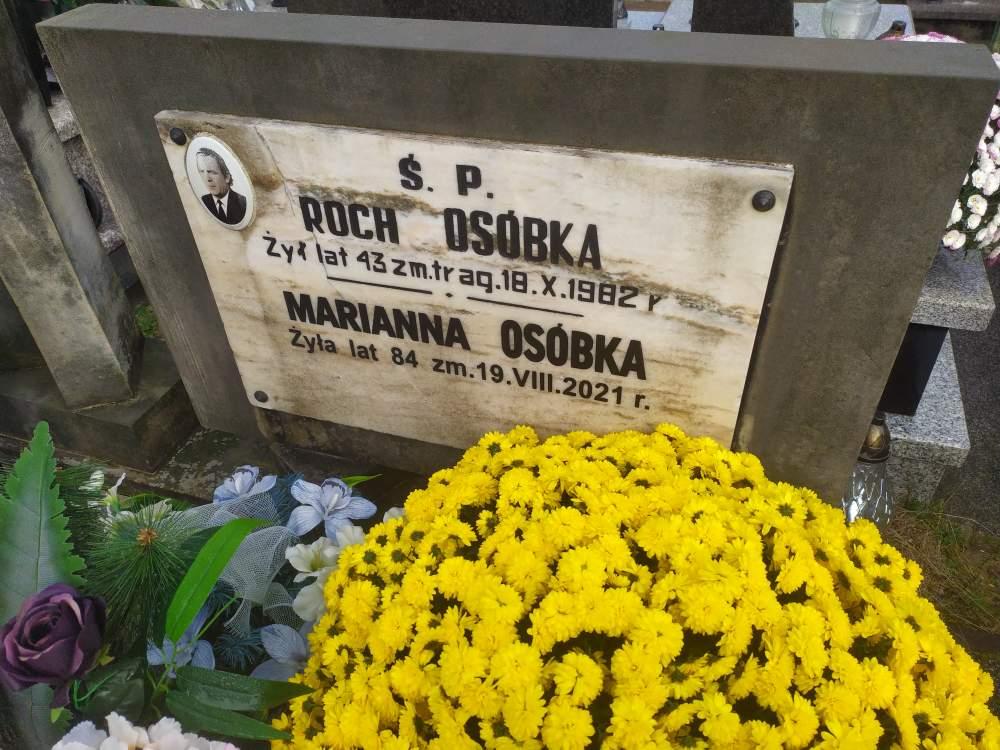 Ś. P.
ROCH OSÓBKA
Żył lat 43 zm.trag.18.X.1982 r
MARIANNA OSÓBKA
Żyła lat 84 zm.19.VIII.2021 r.